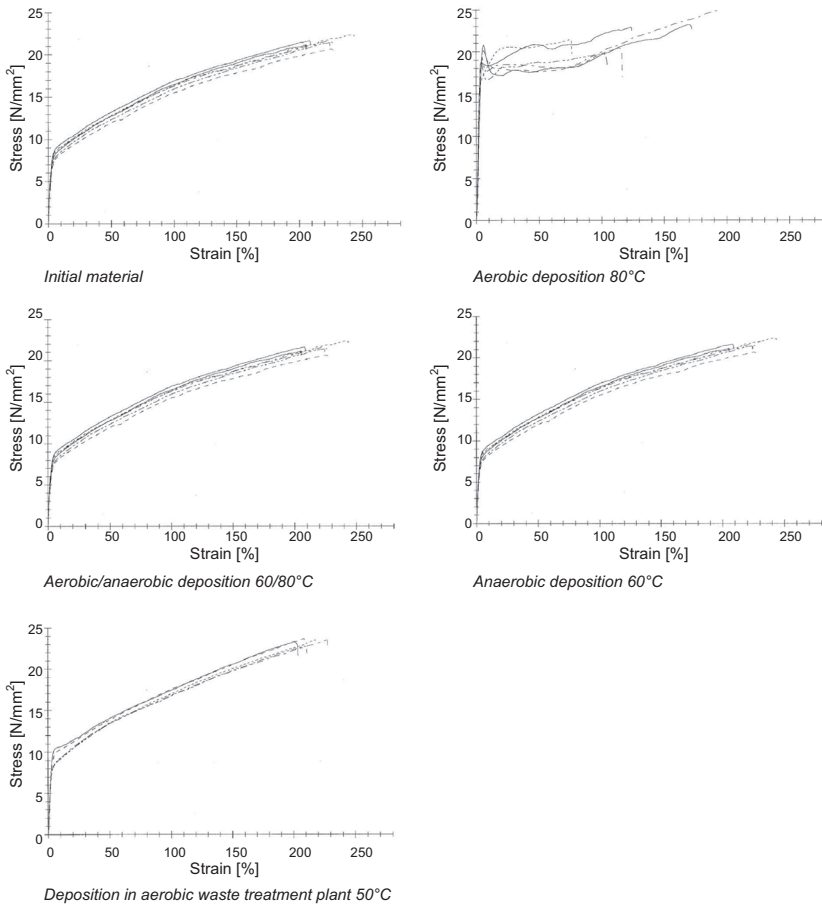 25
20
15
10
5
0
Stress [N/mm²]
0 50 100 150 200 250
Strain [%]
Initial material
25
20
15
10
5
0
Stress [N/mm²]
0 50 100 150 200 250
Strain [%]
Aerobic deposition 80°C
25
20
15
10
5
0
Stress [N/mm²]
0 50 100 150 200 250
Strain [%]
Aerobic/anaerobic deposition 60/80°C
25
20
15
10
5
0
Stress [N/mm²]
0 50 100 150 200 250
Strain [%]
Anaerobic deposition 60°C
25
20
15
10
5
0
Stress [N/mm²]
0 50 100 150 200 250
Strain [%]
Deposition in aerobic waste treatment plant 50°C